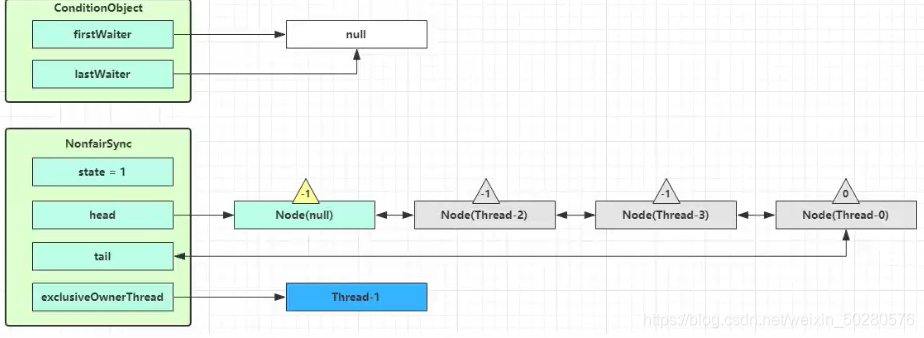 ConditionObject
firstWaiter
null
lastWaiter
NonfairSync
state = 1
-1
-1
-1
0
head
Node(null)
Node(Thread-2)
Node(Thread-3)
Node(Thread-0)
tail
exclusiveOwnerThread
Thread-1
https://blog.csdn.net/weixin_50280576